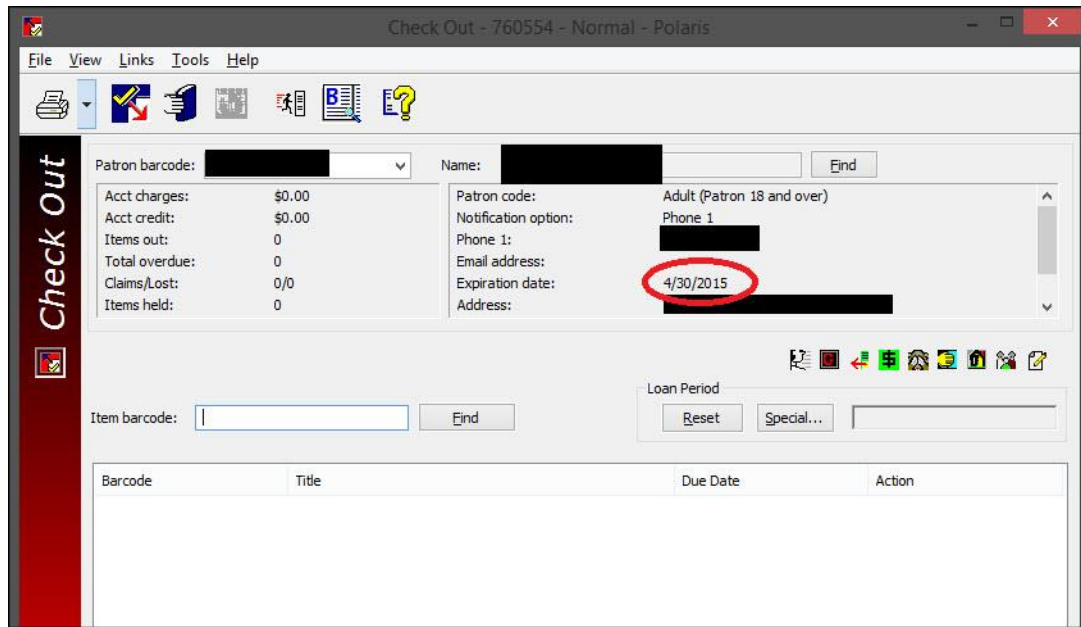 Check Out - 760554 - Normal - Polaris
File View Links Tools Help
Check Out
Patron barcode: Name: Find
Acct charges: $0.00 Patron code: Adult (Patron 18 and over)
Acct credit: $0.00 Notification option: Phone 1
Items out: 0 Phone 1:
Total overdue: 0 Email address:
Claims/Lost: 0/0 Expiration date: 4/30/2015
Items held: 0 Address:
Loan Period
Item barcode: Find Reset Special...
Barcode Title Due Date Action